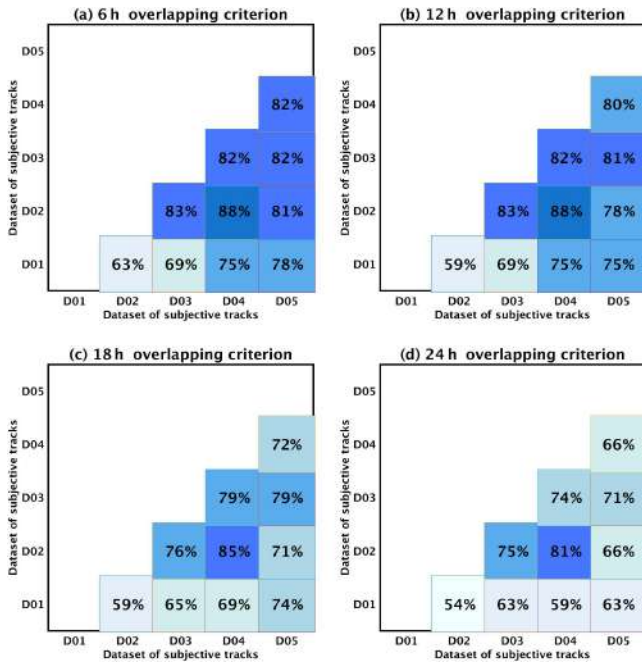 (a) 6 h overlapping criterion
D05
D04 82%
D03 82% 82%
D02 83% 88% 81%
D01 63% 69% 75% 78%
D01 D02 D03 D04 D05
Dataset of subjective tracks
Dataset of subjective tracks
(b) 12 h overlapping criterion
D05
D04 80%
D03 82% 81%
D02 83% 88% 78%
D01 59% 69% 75% 75%
D01 D02 D03 D04 D05
Dataset of subjective tracks
Dataset of subjective tracks
(c) 18 h overlapping criterion
D05
D04 72%
D03 79% 79%
D02 76% 85% 71%
D01 59% 65% 69% 74%
D01 D02 D03 D04 D05
Dataset of subjective tracks
Dataset of subjective tracks
(d) 24 h overlapping criterion
D05
D04 66%
D03 74% 71%
D02 75% 81% 66%
D01 54% 63% 59% 63%
D01 D02 D03 D04 D05
Dataset of subjective tracks
Dataset of subjective tracks